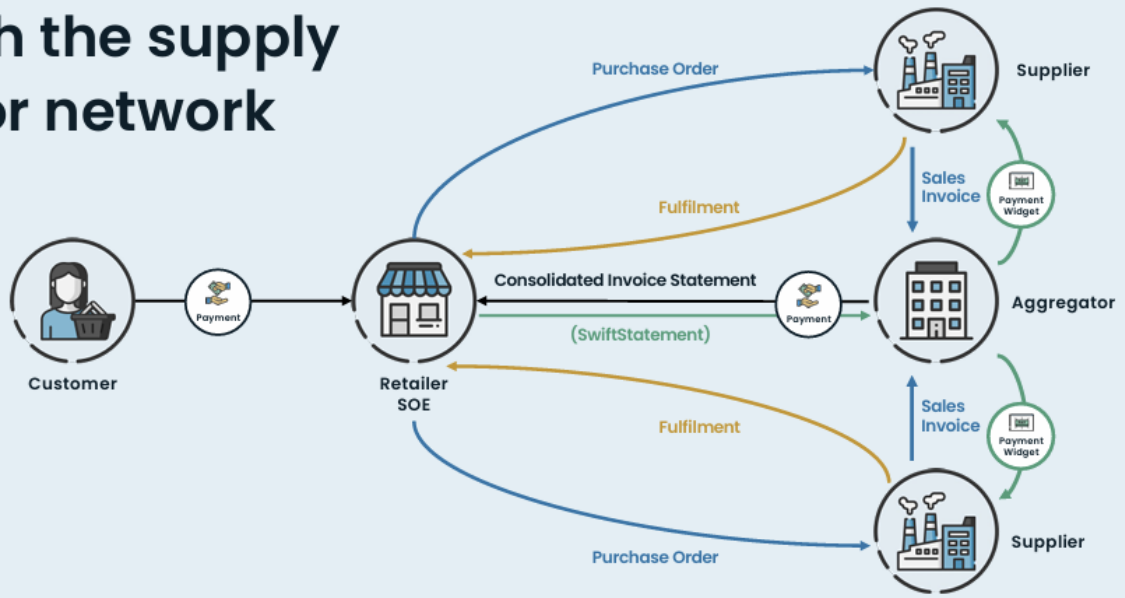 h the supply
or network
Purchase Order
Supplier
Sales
Invoice
Payment
Widget
Fulfilment
Consolidated Invoice Statement
Payment
Payment
Aggregator
(SwiftStatement)
Customer
Retailer
SOE
Sales
Invoice
Fulfilment
Payment
Widget
Supplier
Purchase Order